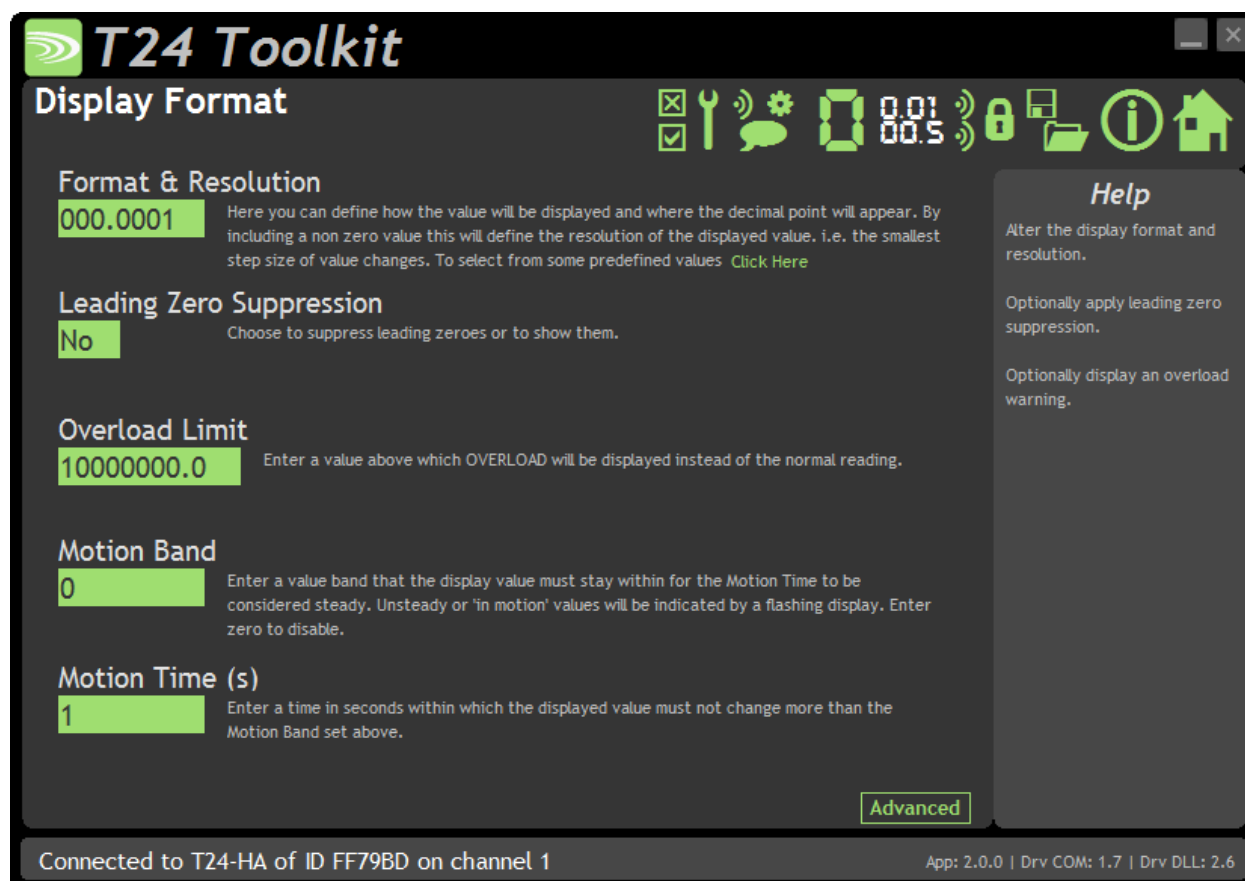 T24 Toolkit
Display Format
0.01
00.5
Format & Resolution
000.0001
Here you can define how the value will be displayed and where the decimal point will appear. By
including a non zero value this will define the resolution of the displayed value. i.e. the smallest
step size of value changes. To select from some predefined values Click Here
Leading Zero Suppression
No
Choose to suppress leading zeroes or to show them.
Overload Limit
10000000.0
Enter a value above which OVERLOAD will be displayed instead of the normal reading.
Motion Band
0
Enter a value band that the display value must stay within for the Motion Time to be
considered steady. Unsteady or 'in motion' values will be indicated by a flashing display. Enter
zero to disable.
Motion Time (s)
1
Enter a time in seconds within which the displayed value must not change more than the
Motion Band set above.
Advanced
Help
Alter the display format and
resolution.
Optionally apply leading zero
suppression.
Optionally display an overload
warning.
Connected to T24-HA of ID FF79BD on channel 1
App: 2.0.0 | Drv COM: 1.7 | Drv DLL: 2.6